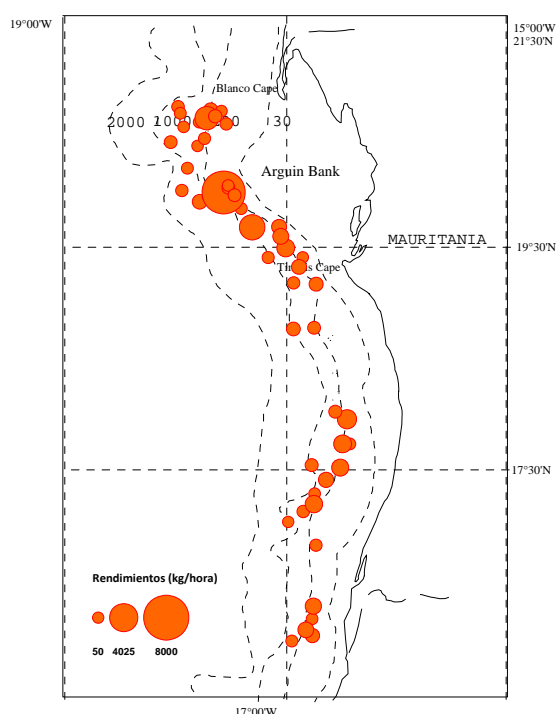 19°00'W
15°00'W
21°30'N
Blanco Cape
2000
30
Arguin Bank
MAURITANIA
19°30'N
Cape
17°30'N
Rendimientos (kg/hora)
50 4025 8000
17°00'W